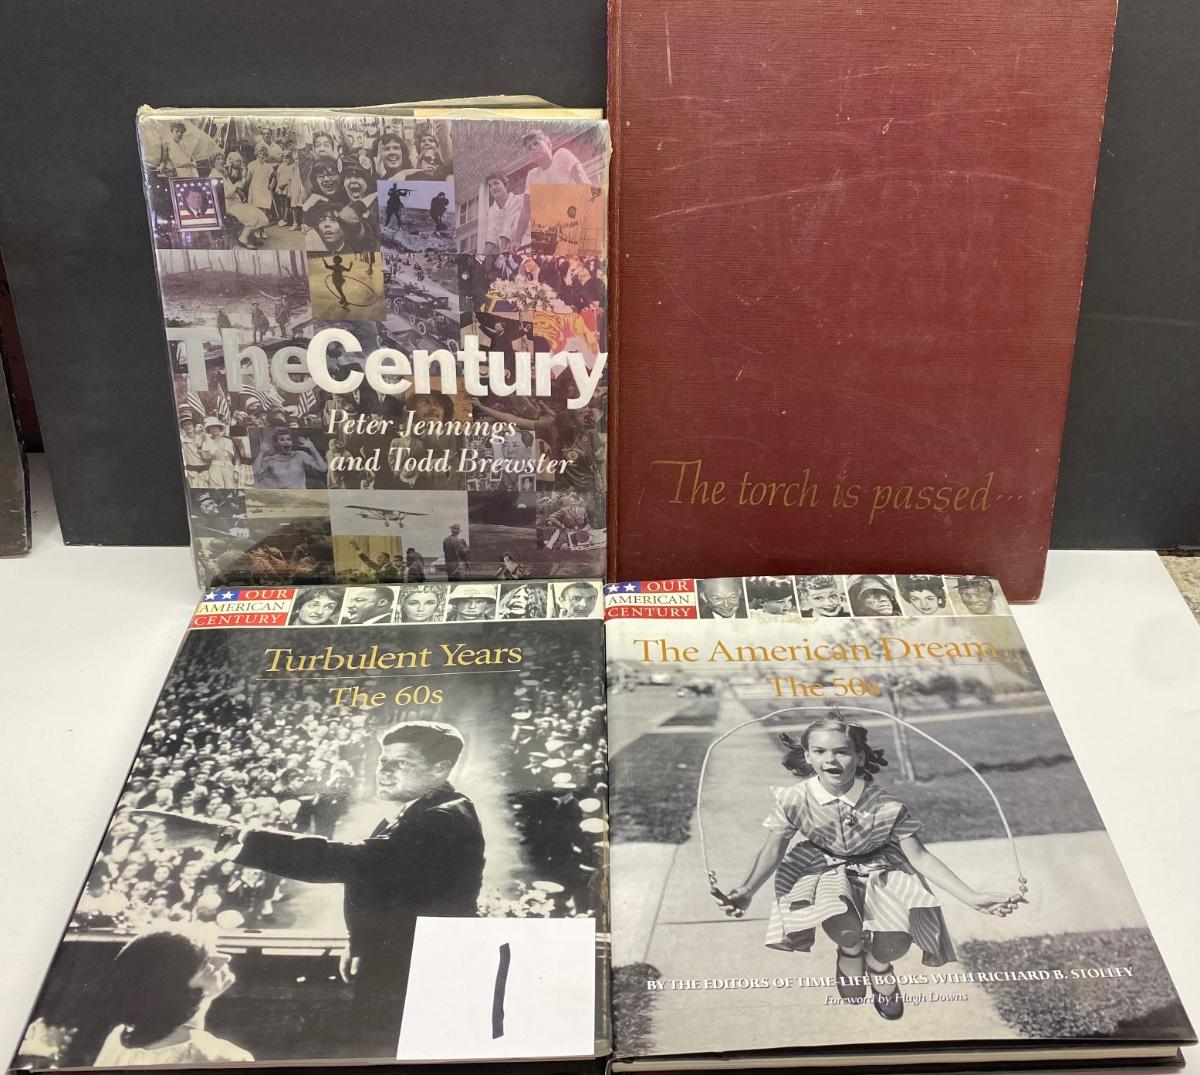 The Century
Peter Jennings
and Todd Brewster
The torch is passed...
OUR
AMERICAN
CENTURY
Turbulent Years
The 60s
1
OUR
AMERICAN
CENTURY
The American Dream
The 50s
BY THE EDITORS OF TIME-LIFE BOOKS WITH RICHARD B. STOLLEY
Foreword by Hugh Downs